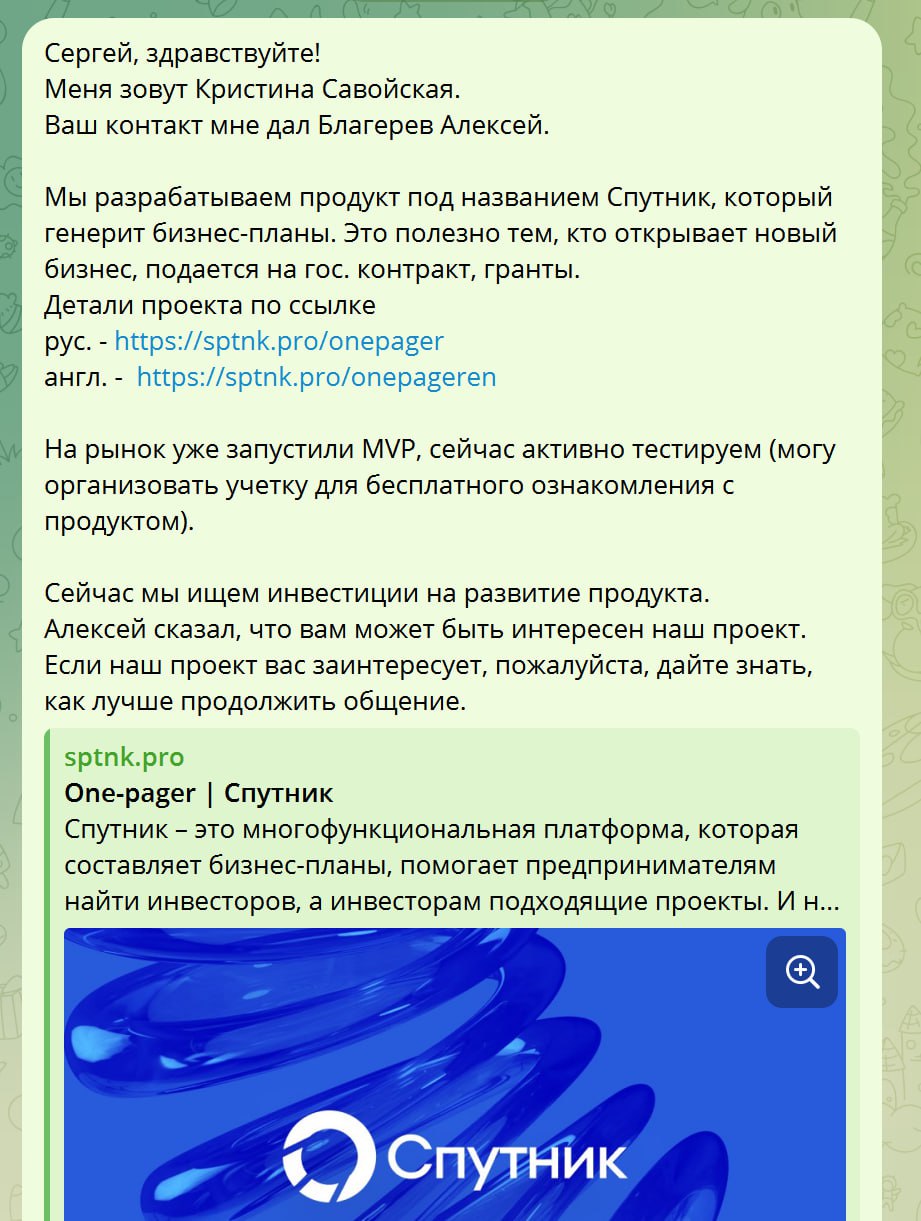 Сергей, здравствуйте!
Меня зовут Кристина Савойская.
Ваш контакт мне дал Благерев Алексей.
Мы разрабатываем продукт под названием Спутник, который
генерит бизнес-планы. Это полезно тем, кто открывает новый
бизнес, подается на гос. контракт, гранты.
Детали проекта по ссылке
рус. - https://sptnk.pro/onepager
англ. - https://sptnk.pro/onepageren
На рынок уже запустили MVP, сейчас активно тестируем (могу
организовать учетку для бесплатного ознакомления с
продуктом).
Сейчас мы ищем инвестиции на развитие продукта.
Алексей сказал, что вам может быть интересен наш проект.
Если наш проект вас заинтересует, пожалуйста, дайте знать,
как лучше продолжить общение.
sptnk.pro
One-pager | Спутник
Спутник – это многофункциональная платформа, которая
составляет бизнес-планы, помогает предпринимателям
найти инвесторов, а инвесторам подходящие проекты. И н...
Спутник